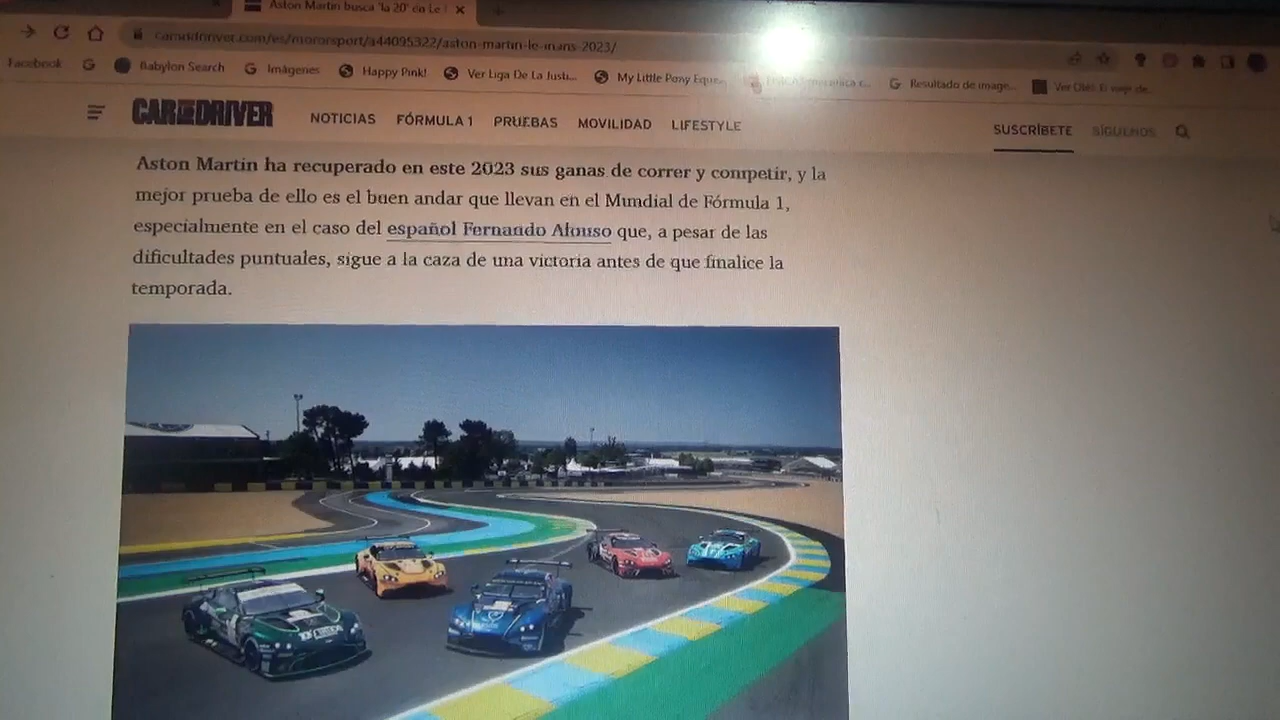 Aston Martin busca 'la 20' en Le
caranddriver.com/es/motorsport/a44095322/aston-martin-le-mans-2023/
Facebook
Babylon Search
Imágenes
Happy Pink!
Ver Liga De La Justi...
My Little Pony Eque...
Resultado de image...
Ver Olé! El viaje de...
CAR AND DRIVER
NOTICIAS
FÓRMULA 1
PRUEBAS
MOVILIDAD
LIFESTYLE
SUSCRÍBETE
SÍGUENOS
Aston Martin ha recuperado en este 2023 sus ganas de correr y competir, y la
mejor prueba de ello es el buen andar que llevan en el Mundial de Fórmula 1,
especialmente en el caso del español Fernando Alonso que, a pesar de las
dificultades puntuales, sigue a la caza de una victoria antes de que finalice la
temporada.